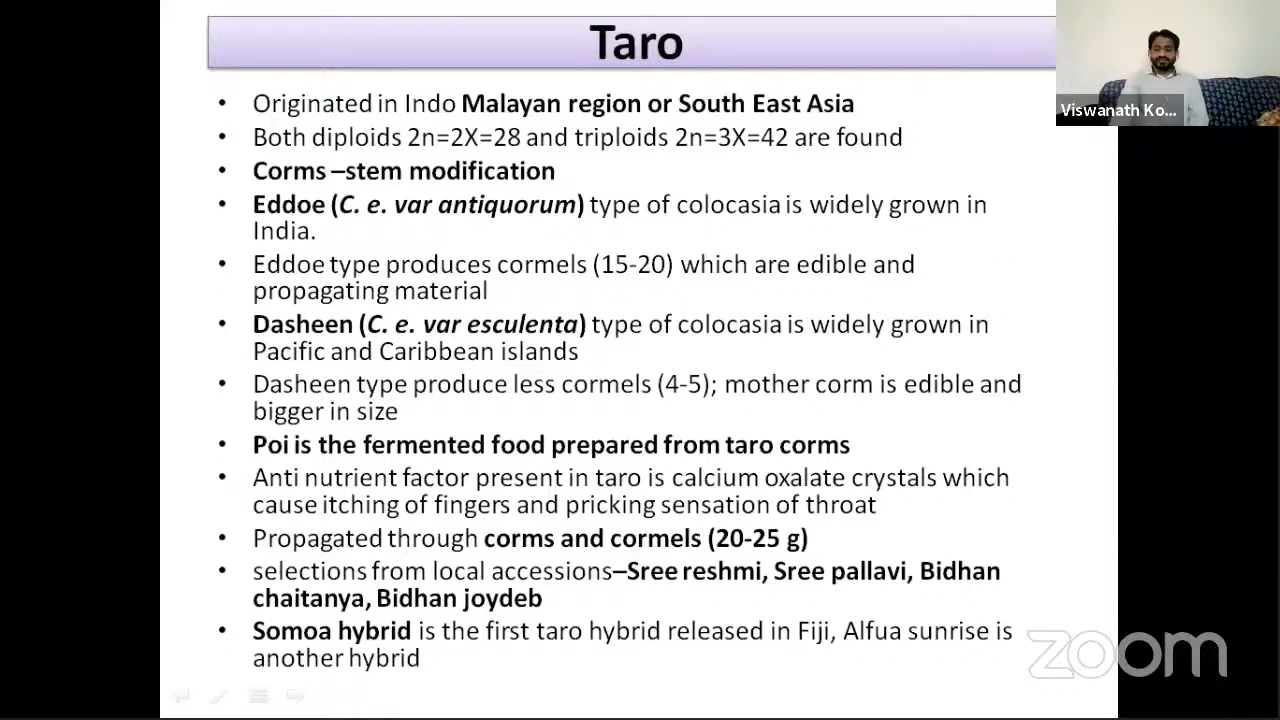 Taro
Viswanath Ko...
• Originated in Indo Malayan region or South East Asia
• Both diploids 2n=2X=28 and triploids 2n=3X=42 are found
• Corms –stem modification
• Eddoe (C. e. var antiquorum) type of colocasia is widely grown in
India.
• Eddoe type produces cormels (15-20) which are edible and
propagating material
• Dasheen (C. e. var esculenta) type of colocasia is widely grown in
Pacific and Caribbean islands
• Dasheen type produce less cormels (4-5); mother corm is edible and
bigger in size
• Poi is the fermented food prepared from taro corms
• Anti nutrient factor present in taro is calcium oxalate crystals which
cause itching of fingers and pricking sensation of throat
• Propagated through corms and cormels (20-25 g)
• selections from local accessions–Sree reshmi, Sree pallavi, Bidhan
chaitanya, Bidhan joydeb
• Somoa hybrid is the first taro hybrid released in Fiji, Alfua sunrise is
another hybrid
zoom